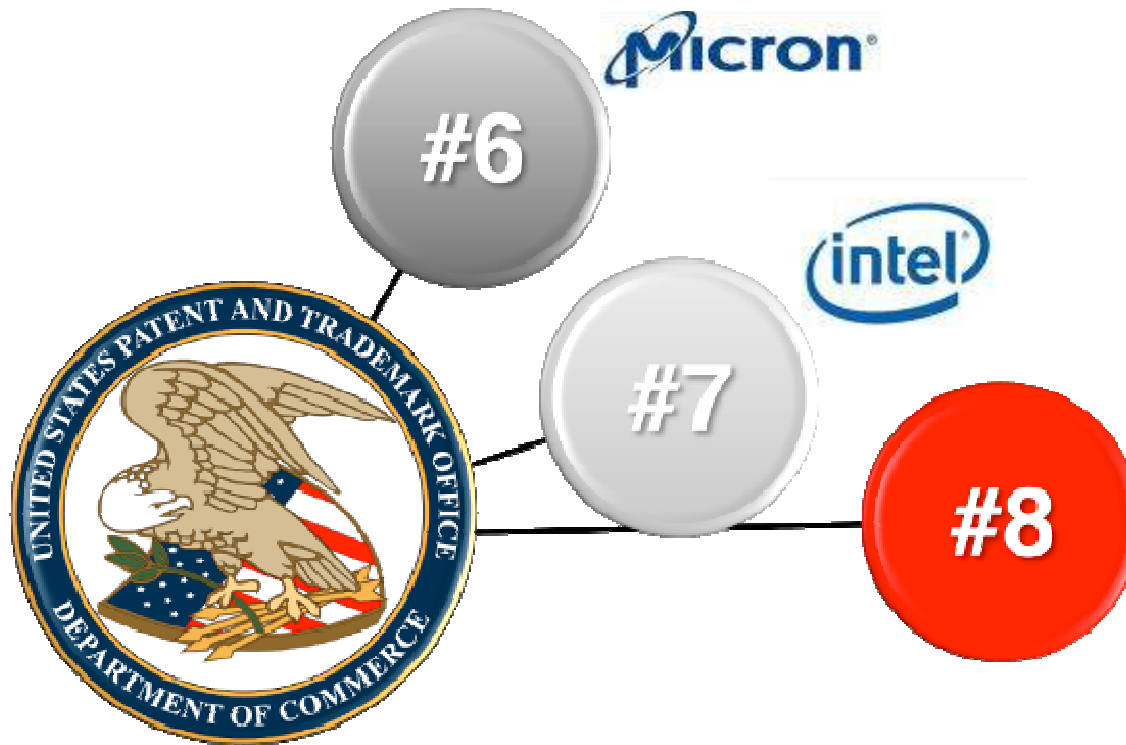 Micron®
#6
intel®
#7
#8
UNITED STATES PATENT AND TRADEMARK OFFICE
DEPARTMENT OF COMMERCE